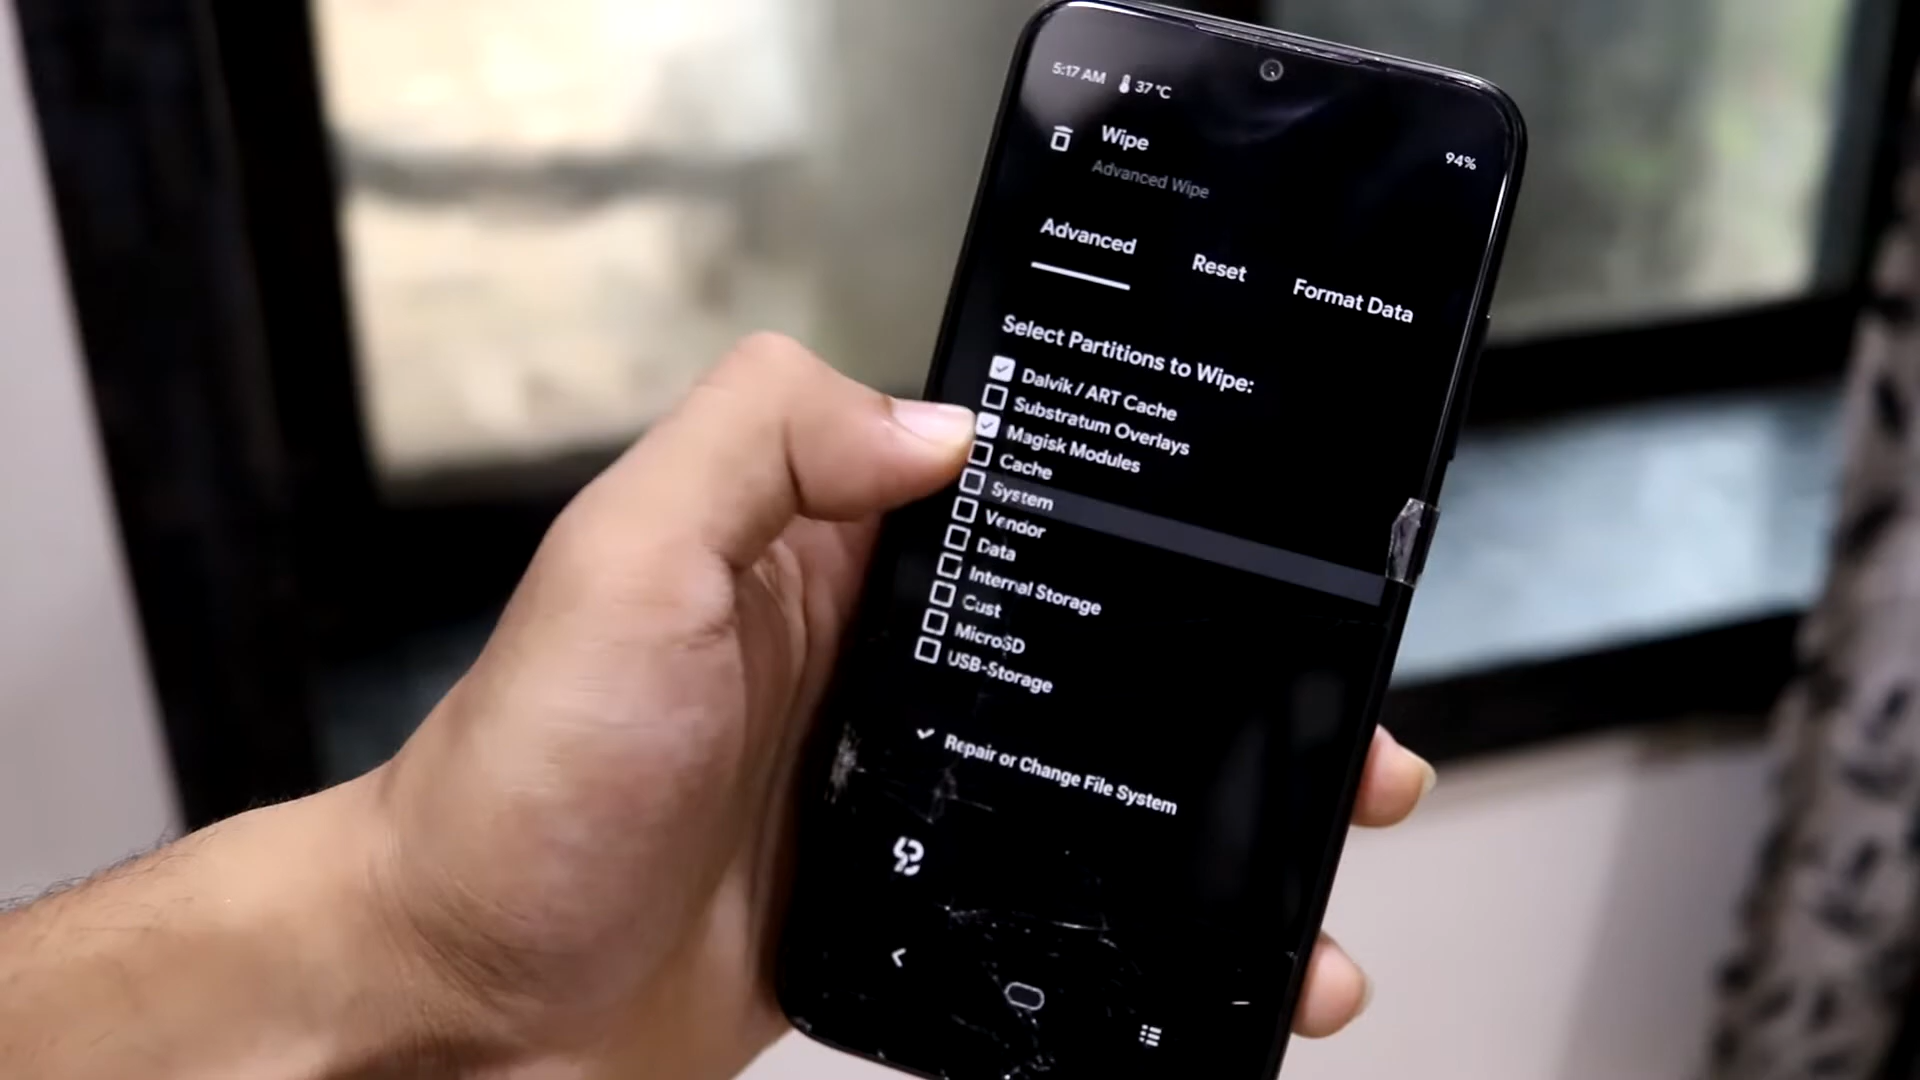 5:17 AM 37 °C
94%
Wipe
Advanced Wipe
Advanced Reset Format Data
Select Partitions to Wipe:
Dalvik / ART Cache
Substratum Overlays
Magisk Modules
Cache
System
Vendor
Data
Internal Storage
Cust
MicroSD
USB-Storage
Repair or Change File System